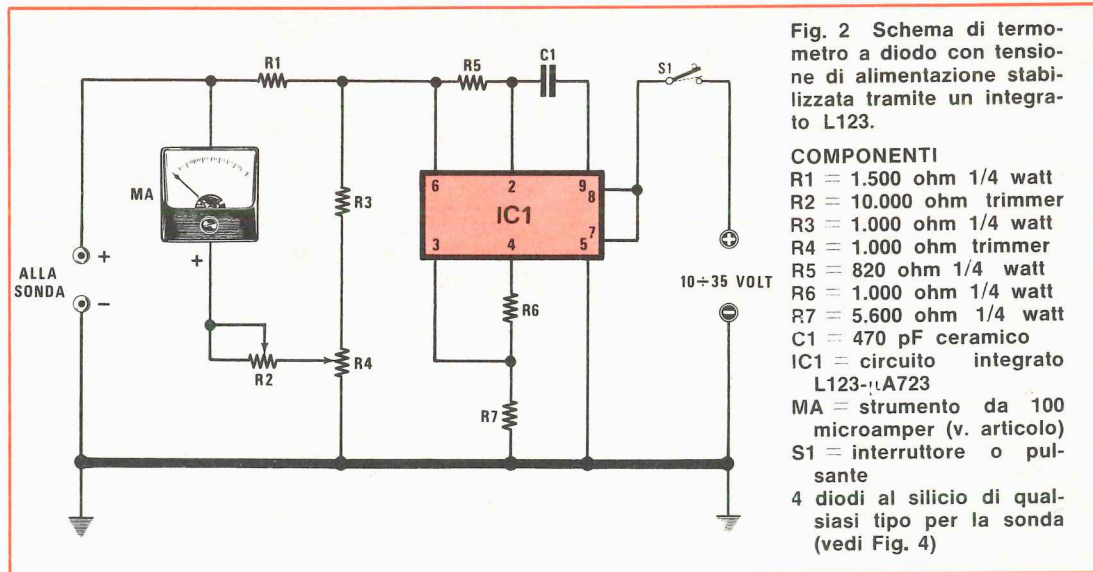 Fig. 2 Schema di termo-
metro a diodo con tensio-
ne di alimentazione stabi-
lizzata tramite un integra-
to L123.
COMPONENTI
R1 = 1.500 ohm 1/4 watt
R2 = 10.000 ohm trimmer
R3 = 1.000 ohm 1/4 watt
R4 = 1.000 ohm trimmer
R5 = 820 ohm 1/4 watt
R6 = 1.000 ohm 1/4 watt
R7 = 5.600 ohm 1/4 watt
C1 = 470 pF ceramico
IC1 = circuito integrato
L123-µA723
MA = strumento da 100
microamper (v. articolo)
S1 = interruttore o pul-
sante
4 diodi al silicio di qual-
siasi tipo per la sonda
(vedi Fig. 4)
R1
R5
C1
S1
MA
+
R3
6
2
9
8
IC1
7
3
4
5
ALLA
SONDA
+
−
R2
R4
R6
R7
+
10÷35 VOLT
−